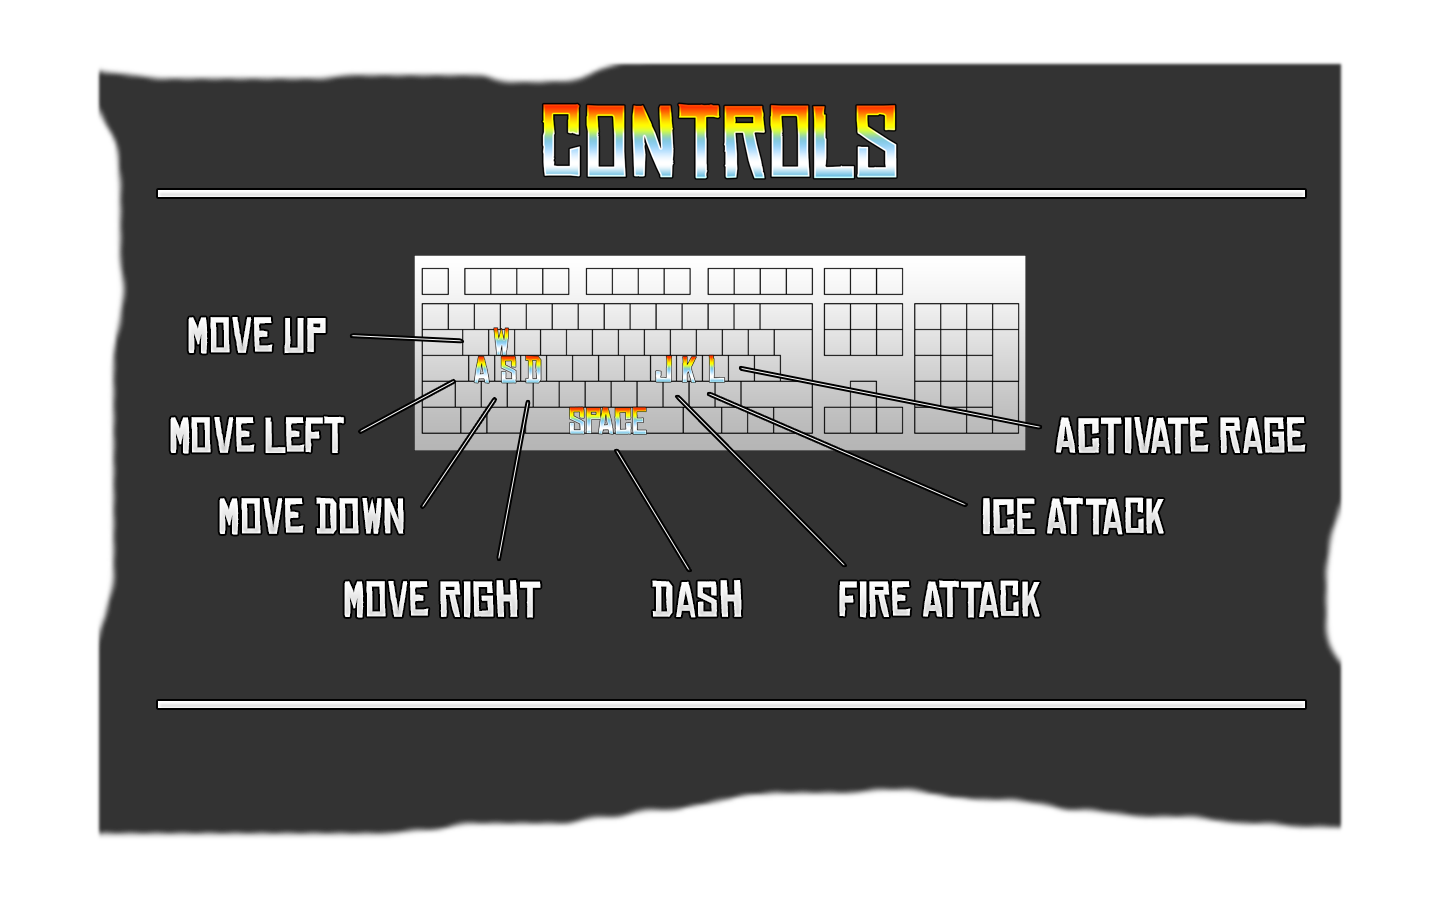 CONTROLS
MOVE UP
W
A S D
J K L
MOVE LEFT
SPACE
ACTIVATE RAGE
MOVE DOWN
ICE ATTACK
MOVE RIGHT
DASH
FIRE ATTACK